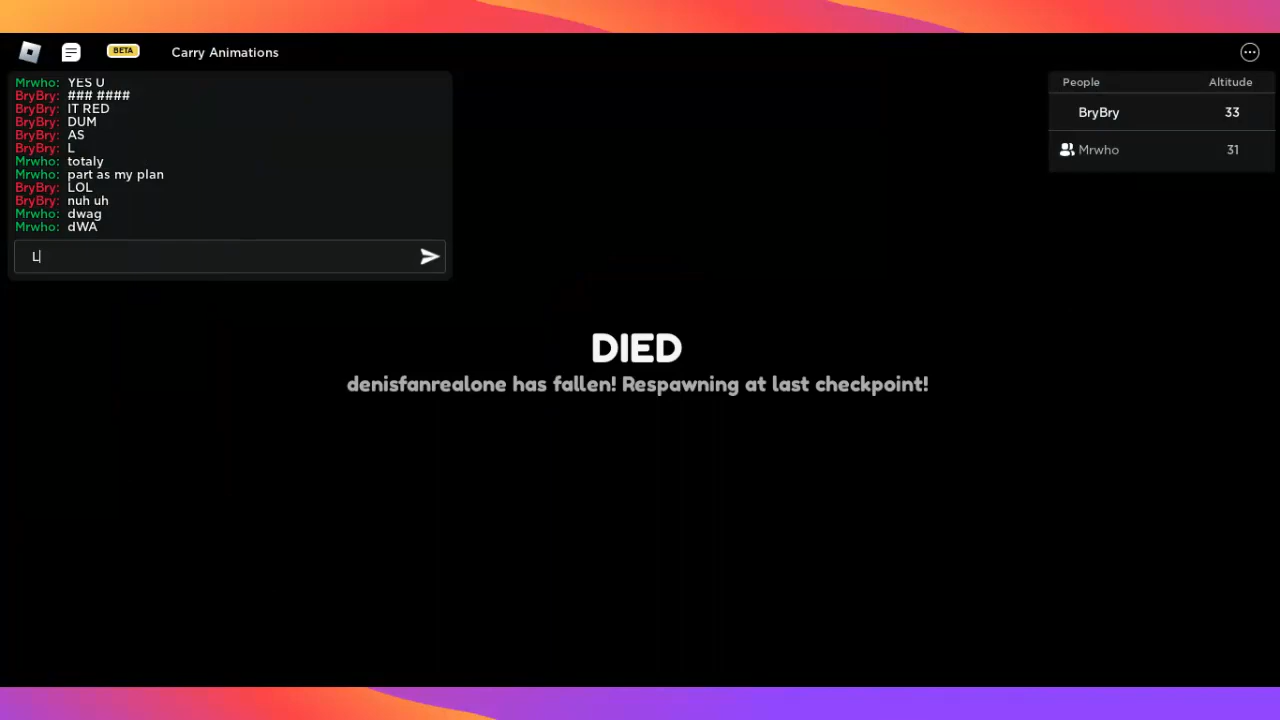 BETA
Carry Animations
Mrwho: YES U
BryBry: ### ####
BryBry: IT RED
BryBry: DUM
BryBry: AS
BryBry: L
Mrwho: totaly
Mrwho: part as my plan
BryBry: LOL
BryBry: nuh uh
Mrwho: dwag
Mrwho: dWA
L
People Altitude
BryBry 33
Mrwho 31
DIED
denisfanrealone has fallen! Respawning at last checkpoint!